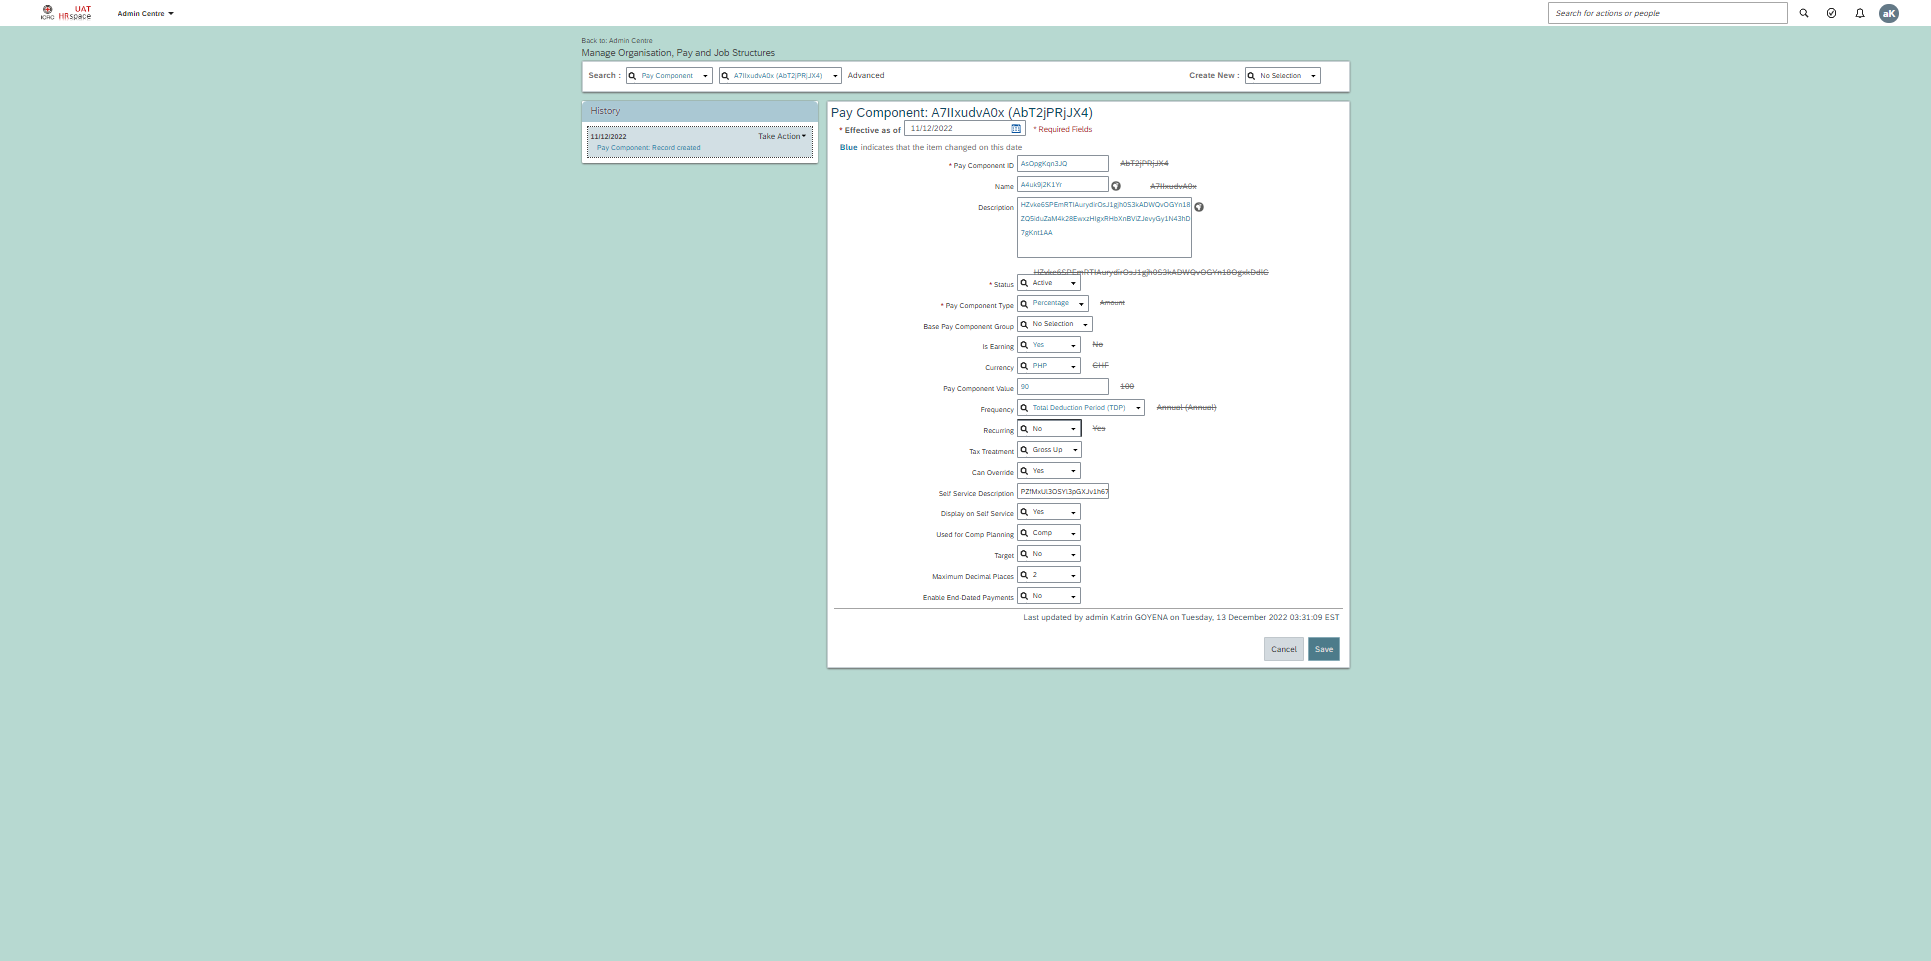 ICRC
UAT
HRspace
Admin Centre
Search for actions or people
aK
Back to: Admin Centre
Manage Organisation, Pay and Job Structures
Search :
Pay Component
A7IIxudvA0x (AbT2jPRjJX4)
Advanced
Create New :
No Selection
History
11/12/2022
Take Action
Pay Component: Record created
Pay Component: A7IIxudvA0x (AbT2jPRjJX4)
* Effective as of
11/12/2022
* Required Fields
Blue indicates that the item changed on this date
* Pay Component ID
AsOpgKqn3JQ
AbT2jPRjJX4
Name
A4uk9j2K1Yr
A7IIxudvA0x
Description
HZvke6SPEmRTIAurydirOsJ1gjh0S3kADWQvOGYn18
ZQ5iduZaM4k28EwxzHIgxRHbXnBViZJevyGy1N43hD
7gKnt1AA
HZvke6SPEmRTIAurydirOsJ1gjh0S3kADWQvOGYn18OgxkDdlC
* Status
Active
* Pay Component Type
Percentage
Amount
Base Pay Component Group
No Selection
Is Earning
Yes
No
Currency
PHP
CHF
Pay Component Value
90
100
Frequency
Total Deduction Period (TDP)
Annual (Annual)
Recurring
No
Yes
Tax Treatment
Gross Up
Can Override
Yes
Self Service Description
PZfMxUl3OSYl3pGXJv1h67
Display on Self Service
Yes
Used for Comp Planning
Comp
Target
No
Maximum Decimal Places
2
Enable End-Dated Payments
No
Last updated by admin Katrin GOYENA on Tuesday, 13 December 2022 03:31:09 EST
Cancel
Save